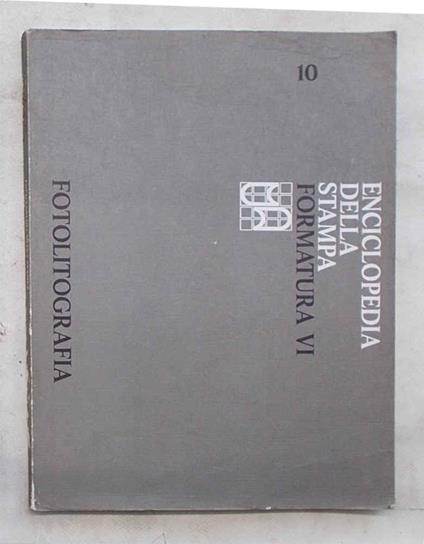 10
ENCICLOPEDIA
DELLA
STAMPA
FORMATURA VI
FOTOLITOGRAFIA